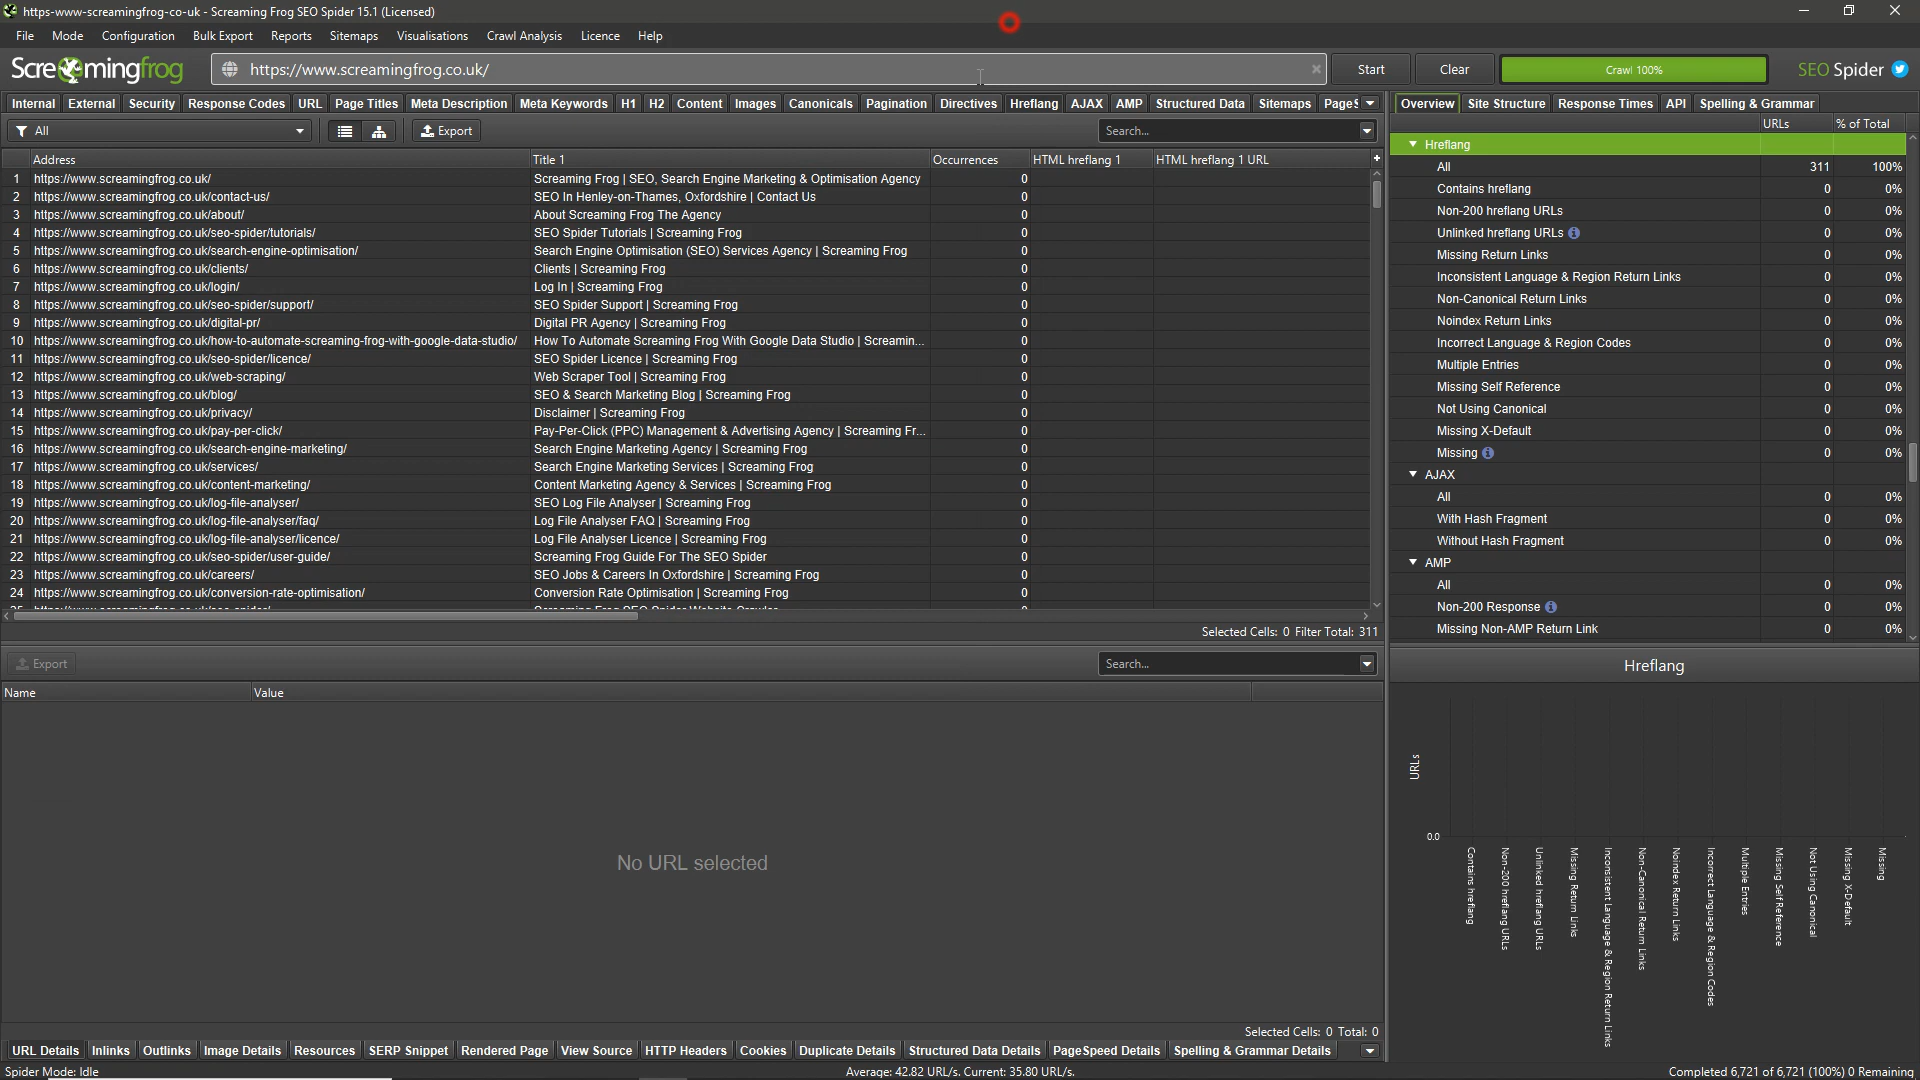 https-www-screamingfrog-co-uk - Screaming Frog SEO Spider 15.1 (Licensed)
File Mode Configuration Bulk Export Reports Sitemaps Visualisations Crawl Analysis Licence Help
Screamingfrog https://www.screamingfrog.co.uk/ Start Clear Crawl 100% SEO Spider
Internal External Security Response Codes URL Page Titles Meta Description Meta Keywords H1 H2 Content Images Canonicals Pagination Directives Hreflang AJAX AMP Structured Data Sitemaps PageS
All Export Search...
Address Title 1 Occurrences HTML hreflang 1 HTML hreflang 1 URL
1 https://www.screamingfrog.co.uk/ Screaming Frog | SEO, Search Engine Marketing & Optimisation Agency 0
2 https://www.screamingfrog.co.uk/contact-us/ SEO In Henley-on-Thames, Oxfordshire | Contact Us 0
3 https://www.screamingfrog.co.uk/about/ About Screaming Frog The Agency 0
4 https://www.screamingfrog.co.uk/seo-spider/tutorials/ SEO Spider Tutorials | Screaming Frog 0
5 https://www.screamingfrog.co.uk/search-engine-optimisation/ Search Engine Optimisation (SEO) Services Agency | Screaming Frog 0
6 https://www.screamingfrog.co.uk/clients/ Clients | Screaming Frog 0
7 https://www.screamingfrog.co.uk/login/ Log In | Screaming Frog 0
8 https://www.screamingfrog.co.uk/seo-spider/support/ SEO Spider Support | Screaming Frog 0
9 https://www.screamingfrog.co.uk/digital-pr/ Digital PR Agency | Screaming Frog 0
10 https://www.screamingfrog.co.uk/how-to-automate-screaming-frog-with-google-data-studio/ How To Automate Screaming Frog With Google Data Studio | Screamin... 0
11 https://www.screamingfrog.co.uk/seo-spider/licence/ SEO Spider Licence | Screaming Frog 0
12 https://www.screamingfrog.co.uk/web-scraping/ Web Scraper Tool | Screaming Frog 0
13 https://www.screamingfrog.co.uk/blog/ SEO & Search Marketing Blog | Screaming Frog 0
14 https://www.screamingfrog.co.uk/privacy/ Disclaimer | Screaming Frog 0
15 https://www.screamingfrog.co.uk/pay-per-click/ Pay-Per-Click (PPC) Management & Advertising Agency | Screaming Fr... 0
16 https://www.screamingfrog.co.uk/search-engine-marketing/ Search Engine Marketing Agency | Screaming Frog 0
17 https://www.screamingfrog.co.uk/services/ Search Engine Marketing Services | Screaming Frog 0
18 https://www.screamingfrog.co.uk/content-marketing/ Content Marketing Agency & Services | Screaming Frog 0
19 https://www.screamingfrog.co.uk/log-file-analyser/ SEO Log File Analyser | Screaming Frog 0
20 https://www.screamingfrog.co.uk/log-file-analyser/faq/ Log File Analyser FAQ | Screaming Frog 0
21 https://www.screamingfrog.co.uk/log-file-analyser/licence/ Log File Analyser Licence | Screaming Frog 0
22 https://www.screamingfrog.co.uk/seo-spider/user-guide/ Screaming Frog Guide For The SEO Spider 0
23 https://www.screamingfrog.co.uk/careers/ SEO Jobs & Careers In Oxfordshire | Screaming Frog 0
24 https://www.screamingfrog.co.uk/conversion-rate-optimisation/ Conversion Rate Optimisation | Screaming Frog 0
Selected Cells: 0 Filter Total: 311
Export Search...
Name Value
No URL selected
Selected Cells: 0 Total: 0
URL Details Inlinks Outlinks Image Details Resources SERP Snippet Rendered Page View Source HTTP Headers Cookies Duplicate Details Structured Data Details PageSpeed Details Spelling & Grammar Details
Overview Site Structure Response Times API Spelling & Grammar
URLs % of Total
Hreflang
All 311 100%
Contains hreflang 0 0%
Non-200 hreflang URLs 0 0%
Unlinked hreflang URLs 0 0%
Missing Return Links 0 0%
Inconsistent Language & Region Return Links 0 0%
Non-Canonical Return Links 0 0%
Noindex Return Links 0 0%
Incorrect Language & Region Codes 0 0%
Multiple Entries 0 0%
Missing Self Reference 0 0%
Not Using Canonical 0 0%
Missing X-Default 0 0%
Missing 0 0%
AJAX
All 0 0%
With Hash Fragment 0 0%
Without Hash Fragment 0 0%
AMP
All 0 0%
Non-200 Response 0 0%
Missing Non-AMP Return Link 0 0%
Hreflang
URLs
0.0
Contains hreflang
Non-200 hreflang URLs
Unlinked hreflang URLs
Missing Return Links
Inconsistent Language & Region Return Links
Non-Canonical Return Links
Noindex Return Links
Incorrect Language & Region Codes
Multiple Entries
Missing Self Reference
Not Using Canonical
Missing X-Default
Missing
Spider Mode: Idle Average: 42.82 URL/s. Current: 35.80 URL/s. Completed 6,721 of 6,721 (100%) 0 Remaining